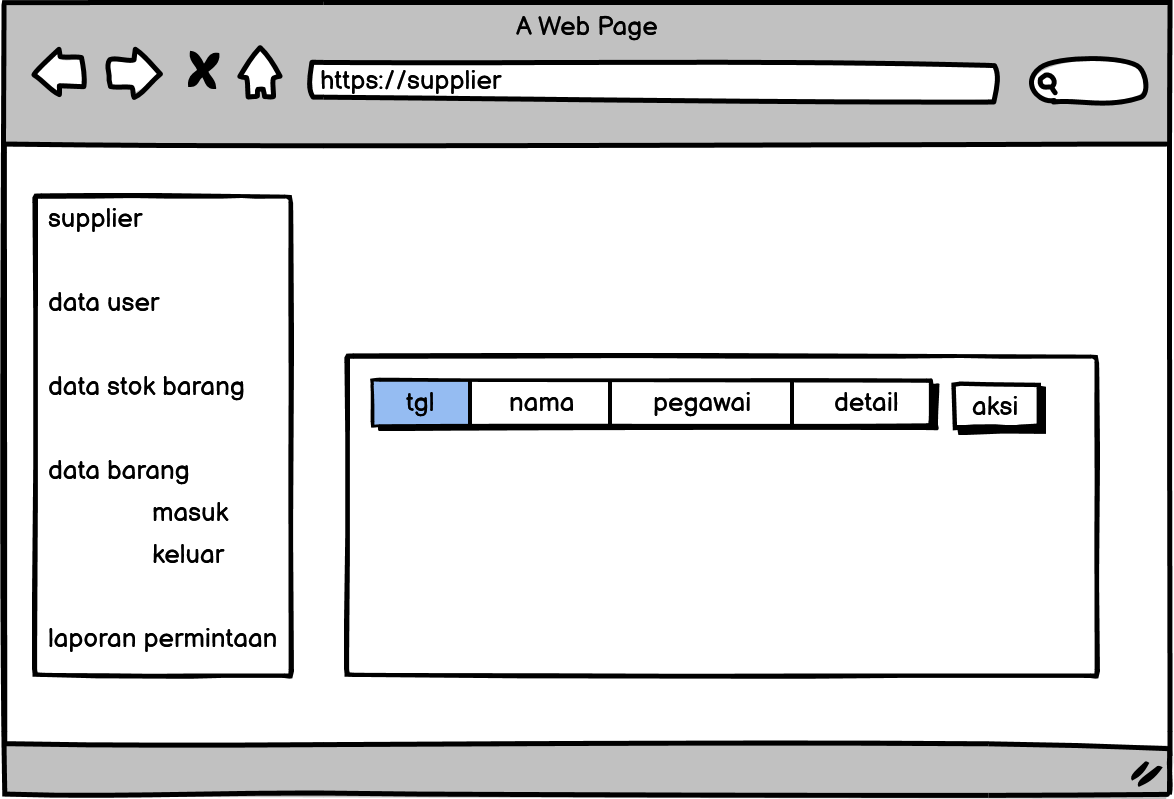 A Web Page
https://supplier
supplier
data user
data stok barang
data barang
masuk
keluar
laporan permintaan
tgl nama pegawai detail aksi